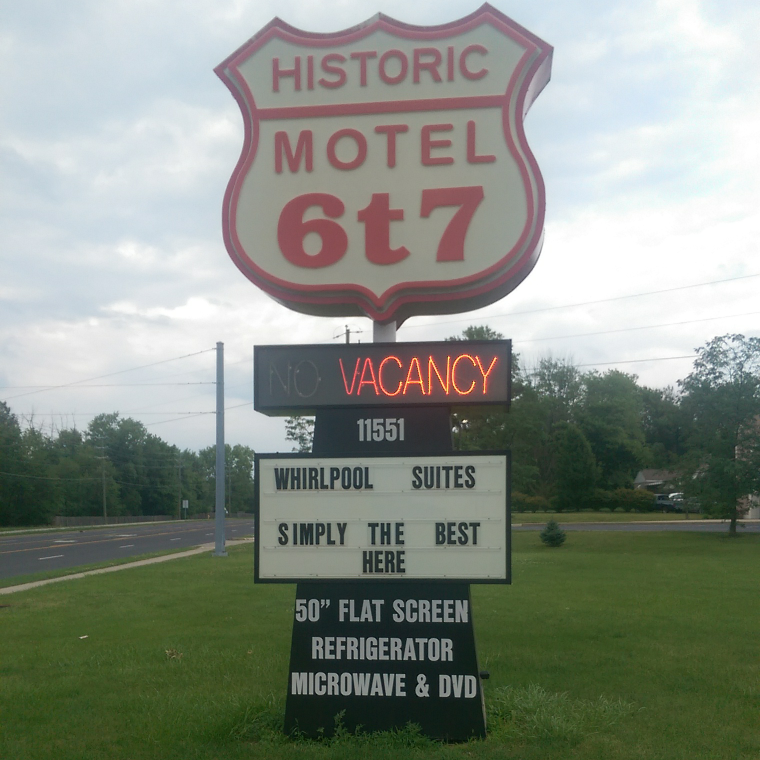 HISTORIC
MOTEL
6t7
NO VACANCY
11551
WHIRLPOOL SUITES
SIMPLY THE BEST
HERE
50” FLAT SCREEN
REFRIGERATOR
MICROWAVE & DVD